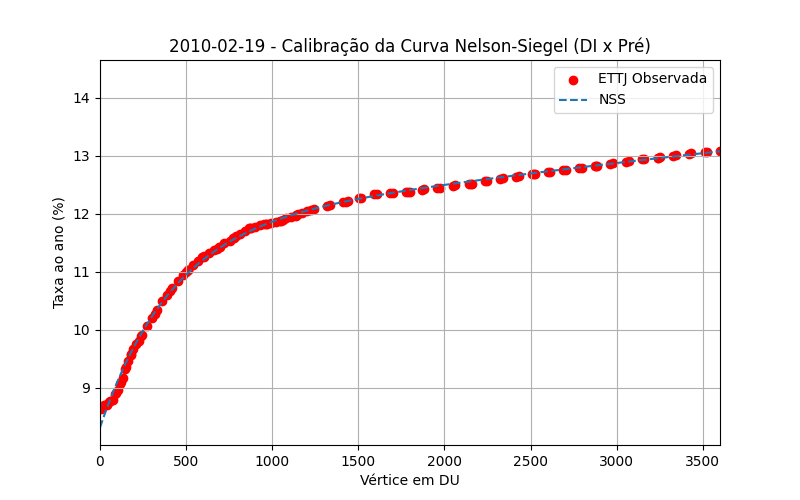 2010-02-19 - Calibração da Curva Nelson-Siegel (DI x Pré)
ETTJ Observada
NSS
Taxa ao ano (%)
14
13
12
11
10
9
0 500 1000 1500 2000 2500 3000 3500
Vértice em DU